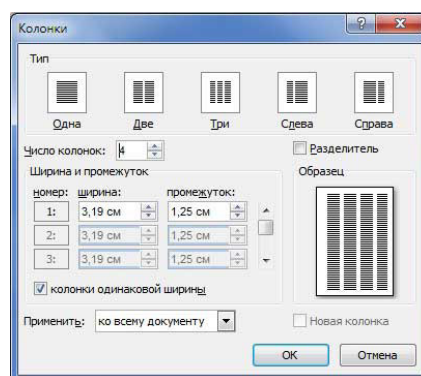 Колонки
Тип
Одна Две Три Слева Справа
Число колонок: 4 Разделитель
Ширина и промежуток Образец
номер: ширина: промежуток:
1: 3,19 см 1,25 см
2: 3,19 см 1,25 см
3: 3,19 см 1,25 см
колонки одинаковой ширины
Применить: ко всему документу Новая колонка
ОК Отмена